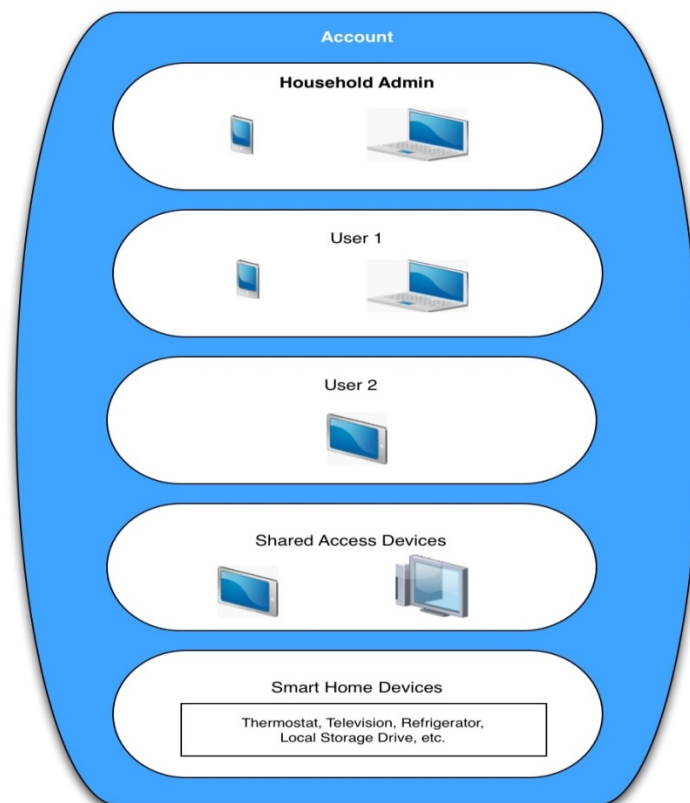 Account
Household Admin
User 1
User 2
Shared Access Devices
Smart Home Devices
Thermostat, Television, Refrigerator,
Local Storage Drive, etc.